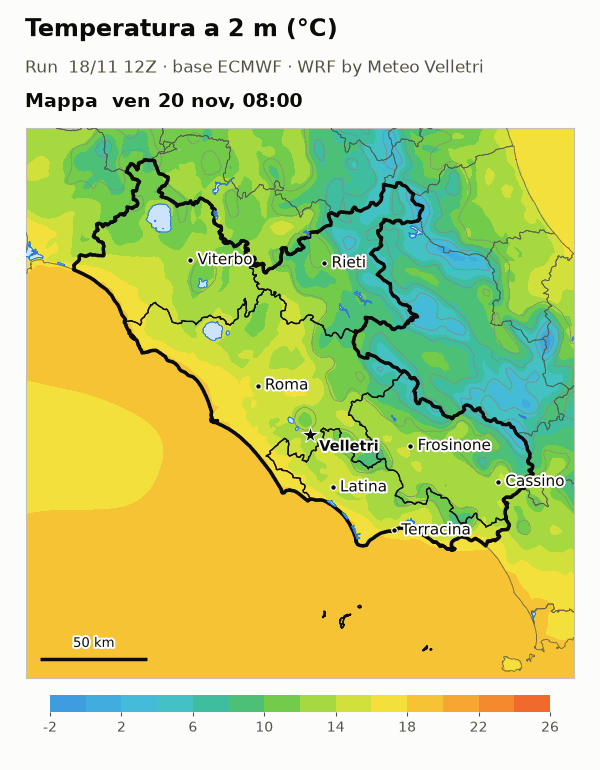 Temperatura a 2 m (°C)
Run  18/11 12Z · base ECMWF · WRF by Meteo Velletri
Mappa  ven 20 nov, 08:00
Viterbo
Rieti
Roma
Velletri
Frosinone
Cassino
Latina
Terracina
50 km
-2 2 6 10 14 18 22 26